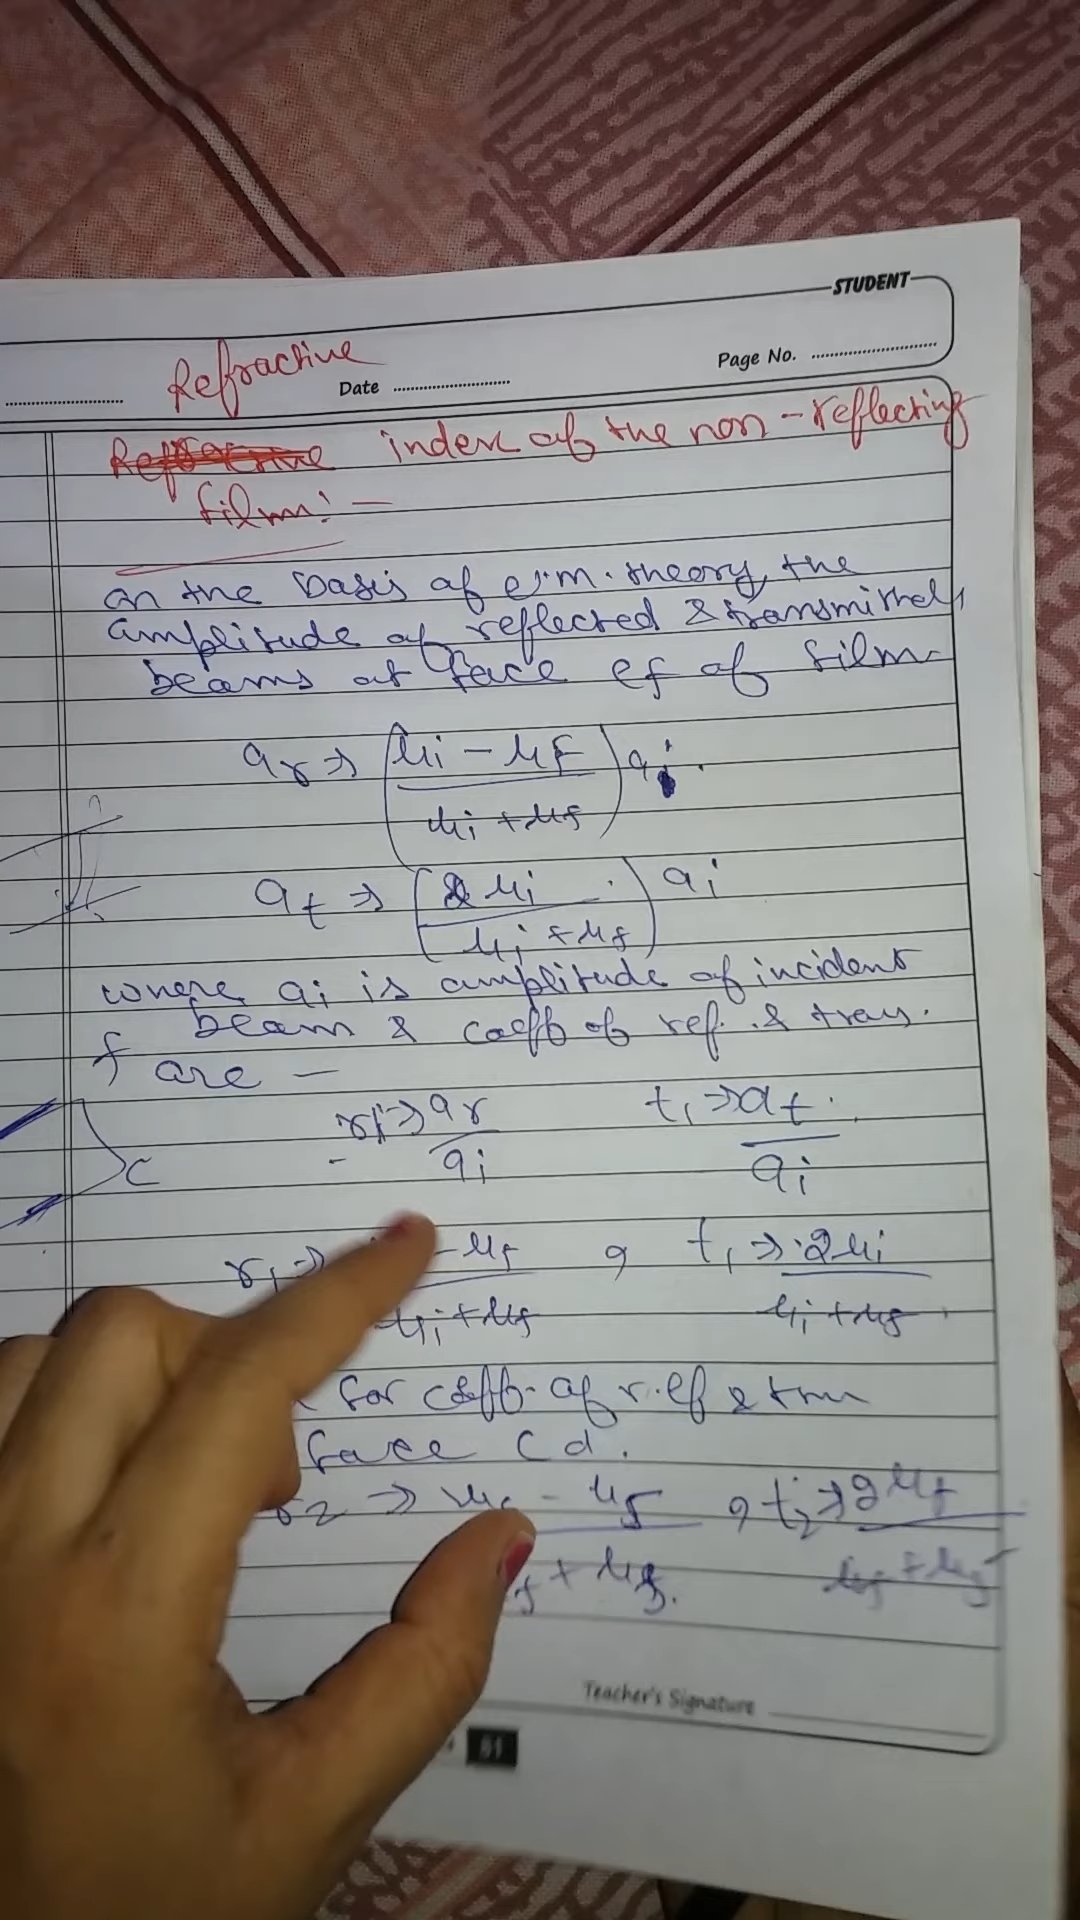 STUDENT
Refractive
Date
Page No.
index of the non-reflecting
film:-
on the basis of e.m. theory, the
amplitude of reflected & transmitted
beams at face ef of film-
ar ⇒ (μi - μf / μi + μf) ai
at ⇒ (2μi / μi + μf) ai
where ai is amplitude of incident
beam & coeff of ref. & trans.
f are -
r1 ⇒ ar / ai t1 ⇒ at / ai
r1 ⇒ - μf / μi + μf , t1 ⇒ 2μi / μi + μf
for coeff. of ref & tran
face Cd.
r2 ⇒ - μg , t2 ⇒ 2μf
f + μg. μf + μg
C
Teacher's Signature